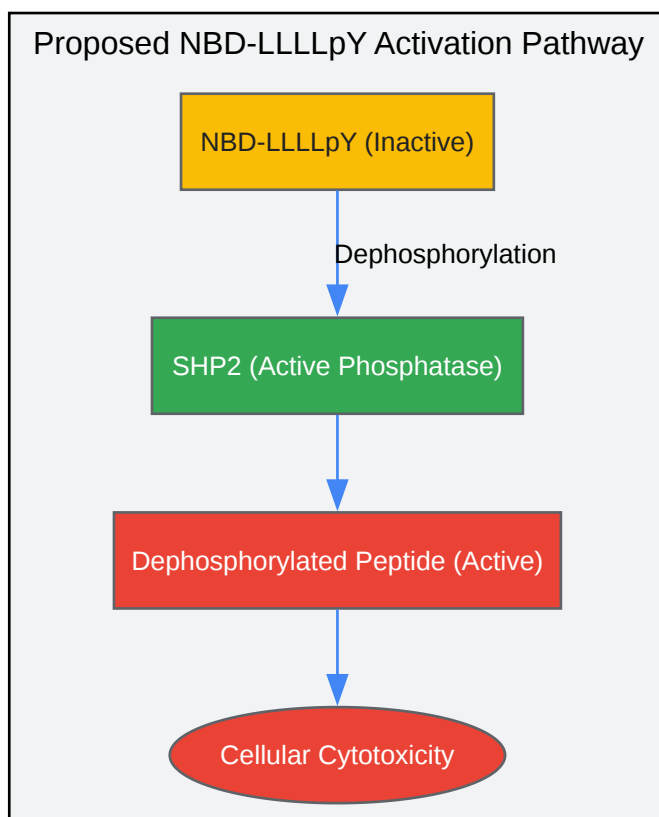 Proposed NBD-LLLLpY Activation Pathway
NBD-LLLLpY (Inactive)
Dephosphorylation
SHP2 (Active Phosphatase)
Dephosphorylated Peptide (Active)
Cellular Cytotoxicity